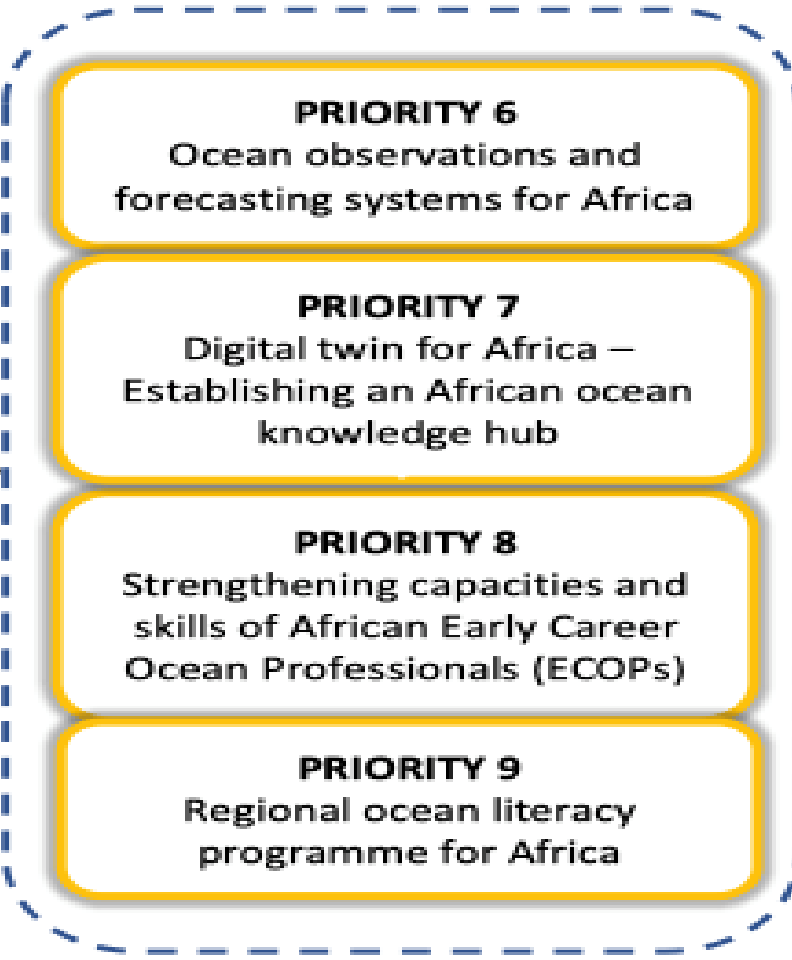 PRIORITY 6
Ocean observations and
forecasting systems for Africa
PRIORITY 7
Digital twin for Africa –
Establishing an African ocean
knowledge hub
PRIORITY 8
Strengthening capacities and
skills of African Early Career
Ocean Professionals (ECOPs)
PRIORITY 9
Regional ocean literacy
programme for Africa